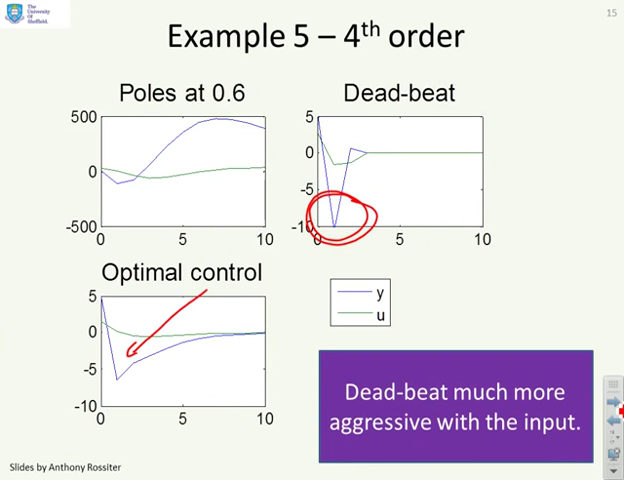 The
University
Of
Sheffield.
15
Example 5 – 4th order
Poles at 0.6
500
0
-500
0
5
10
Dead-beat
5
0
-5
-10
0
5
10
Optimal control
5
0
-5
-10
0
5
10
y
u
Dead-beat much more
aggressive with the input.
Slides by Anthony Rossiter